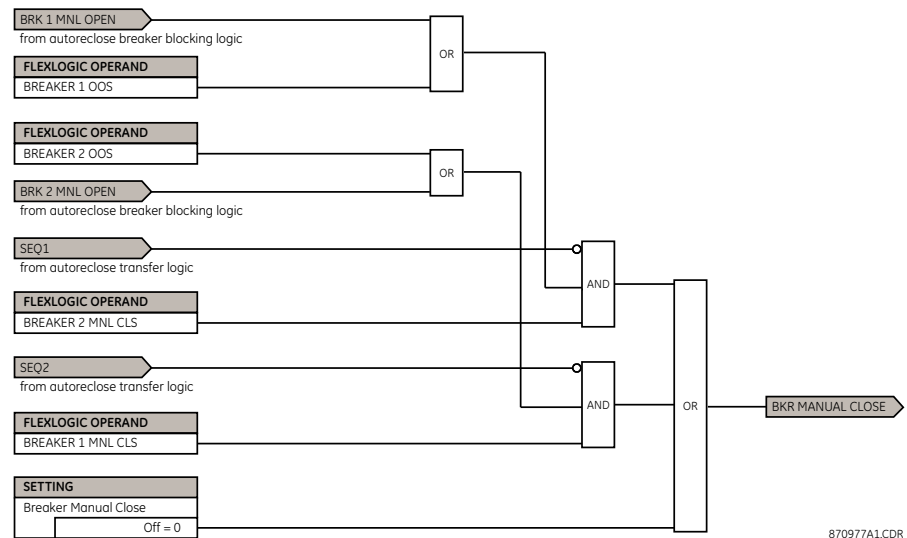 BRK 1 MNL OPEN
from autoreclose breaker blocking logic
FLEXLOGIC OPERAND
BREAKER 1 OOS
OR
FLEXLOGIC OPERAND
BREAKER 2 OOS
OR
BRK 2 MNL OPEN
from autoreclose breaker blocking logic
SEQ1
from autoreclose transfer logic
AND
FLEXLOGIC OPERAND
BREAKER 2 MNL CLS
SEQ2
from autoreclose transfer logic
AND
OR
BKR MANUAL CLOSE
FLEXLOGIC OPERAND
BREAKER 1 MNL CLS
SETTING
Breaker Manual Close
Off = 0
870977A1.CDR